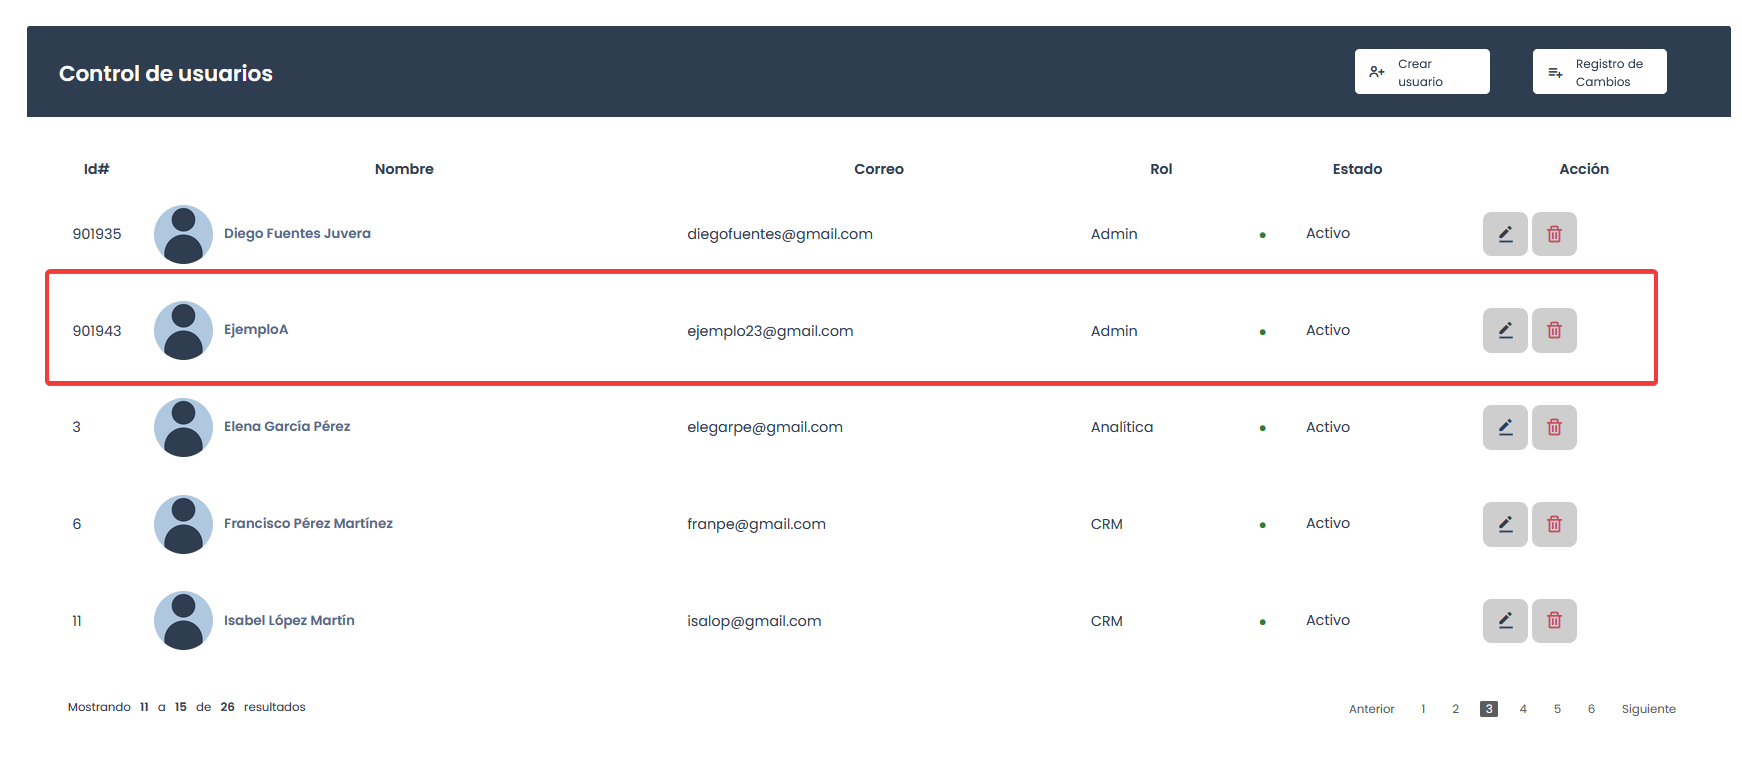 Control de usuarios
Crear usuario
Registro de Cambios
Id# Nombre Correo Rol Estado Acción
901935 Diego Fuentes Juvera diegofuentes@gmail.com Admin Activo
901943 EjemploA ejemplo23@gmail.com Admin Activo
3 Elena García Pérez elegarpe@gmail.com Analítica Activo
6 Francisco Pérez Martínez franpe@gmail.com CRM Activo
11 Isabel López Martín isalop@gmail.com CRM Activo
Mostrando 11 a 15 de 26 resultados
Anterior 1 2 3 4 5 6 Siguiente